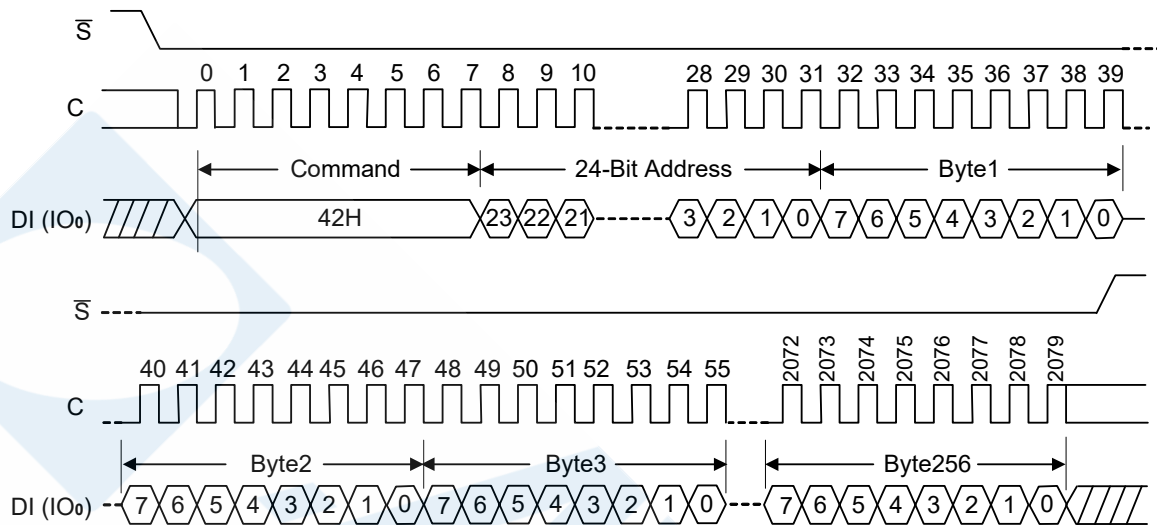 S̅
0 1 2 3 4 5 6 7 8 9 10 28 29 30 31 32 33 34 35 36 37 38 39
C
Command 24-Bit Address Byte1
DI (IO₀) 42H 23 22 21 3 2 1 0 7 6 5 4 3 2 1 0
S̅
40 41 42 43 44 45 46 47 48 49 50 51 52 53 54 55 2072 2073 2074 2075 2076 2077 2078 2079
C
Byte2 Byte3 Byte256
DI (IO₀) 7 6 5 4 3 2 1 0 7 6 5 4 3 2 1 0 7 6 5 4 3 2 1 0